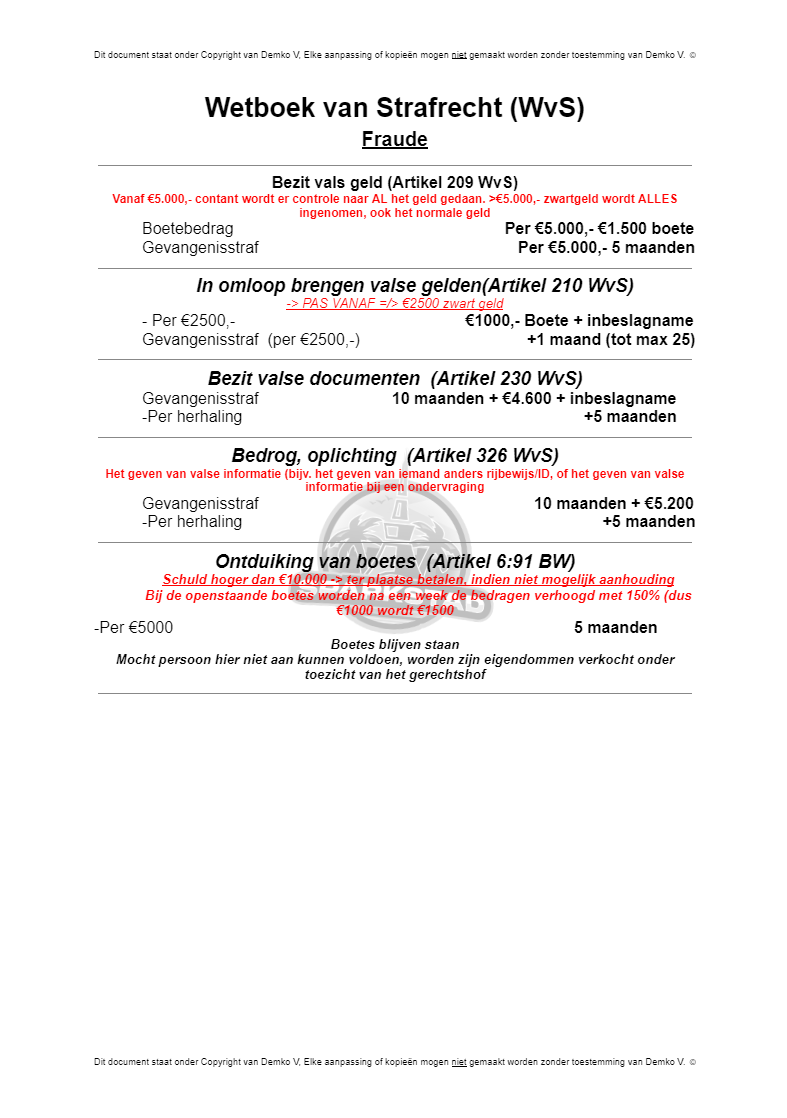 Dit document staat onder Copyright van Demko V, Elke aanpassing of kopieën mogen niet gemaakt worden zonder toestemming van Demko V. ©
Wetboek van Strafrecht (WvS)
Fraude
Bezit vals geld (Artikel 209 WvS)
Vanaf €5.000,- contant wordt er controle naar AL het geld gedaan. >€5.000,- zwartgeld wordt ALLES
ingenomen, ook het normale geld
Boetebedrag Per €5.000,- €1.500 boete
Gevangenisstraf Per €5.000,- 5 maanden
In omloop brengen valse gelden(Artikel 210 WvS)
-> PAS VANAF =/> €2500 zwart geld
- Per €2500,- €1000,- Boete + inbeslagname
Gevangenisstraf (per €2500,-) +1 maand (tot max 25)
Bezit valse documenten (Artikel 230 WvS)
Gevangenisstraf 10 maanden + €4.600 + inbeslagname
-Per herhaling +5 maanden
Bedrog, oplichting (Artikel 326 WvS)
Het geven van valse informatie (bijv. het geven van iemand anders rijbewijs/ID, of het geven van valse
informatie bij een ondervraging
Gevangenisstraf 10 maanden + €5.200
-Per herhaling +5 maanden
Ontduiking van boetes (Artikel 6:91 BW)
Schuld hoger dan €10.000 -> ter plaatse betalen, indien niet mogelijk aanhouding
Bij de openstaande boetes worden na een week de bedragen verhoogd met 150% (dus
€1000 wordt €1500
-Per €5000 5 maanden
Boetes blijven staan
Mocht persoon hier niet aan kunnen voldoen, worden zijn eigendommen verkocht onder
toezicht van het gerechtshof
Dit document staat onder Copyright van Demko V, Elke aanpassing of kopieën mogen niet gemaakt worden zonder toestemming van Demko V. ©